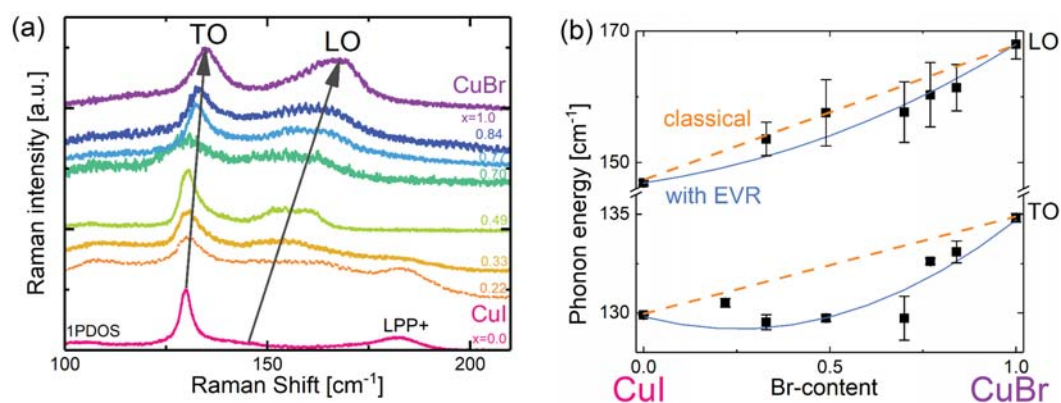 (a)
TO
LO
CuBr
x=1.0
0.84
0.77
0.70
0.49
0.33
0.22
CuI
x=0.0
1PDOS
LPP+
100
150
200
Raman Shift [cm⁻¹]
Raman intensity [a.u.]
(b)
170
LO
classical
150
with EVR
135
TO
130
Phonon energy [cm⁻¹]
0.0
0.5
1.0
CuI
Br-content
CuBr